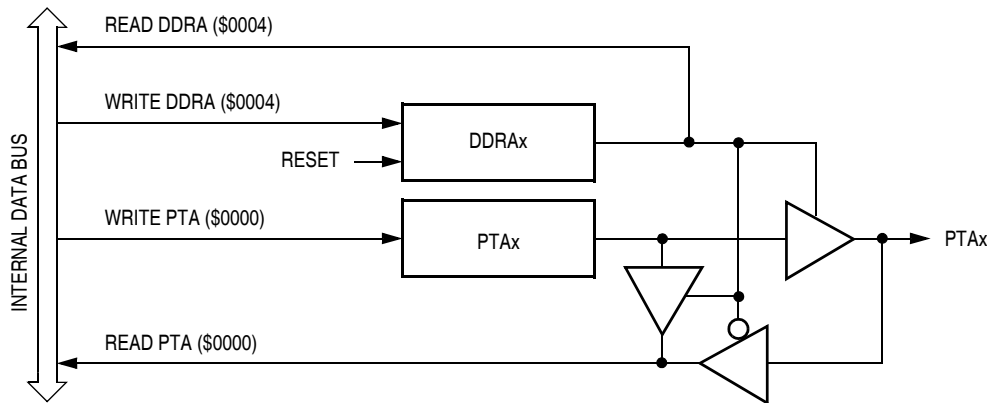 READ DDRA ($0004)
WRITE DDRA ($0004)
DDRAx
RESET
INTERNAL DATA BUS
WRITE PTA ($0000)
PTAx
PTAx
READ PTA ($0000)